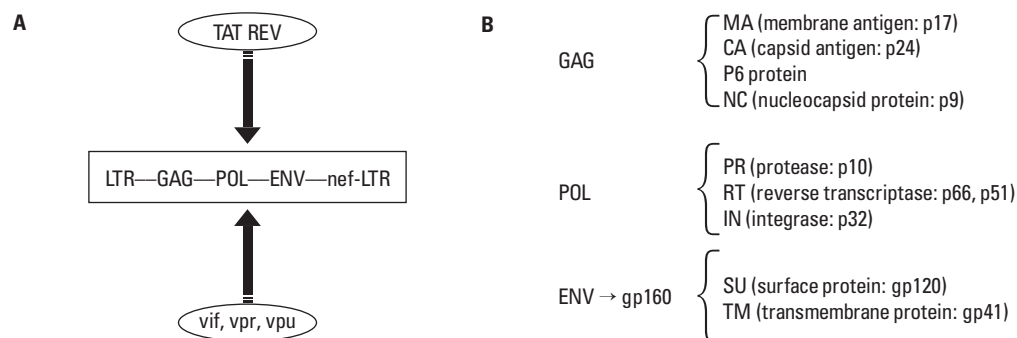 A
TAT REV
LTR—GAG—POL—ENV—nef-LTR
vif, vpr, vpu
B
GAG
MA (membrane antigen: p17)
CA (capsid antigen: p24)
P6 protein
NC (nucleocapsid protein: p9)
POL
PR (protease: p10)
RT (reverse transcriptase: p66, p51)
IN (integrase: p32)
ENV → gp160
SU (surface protein: gp120)
TM (transmembrane protein: gp41)